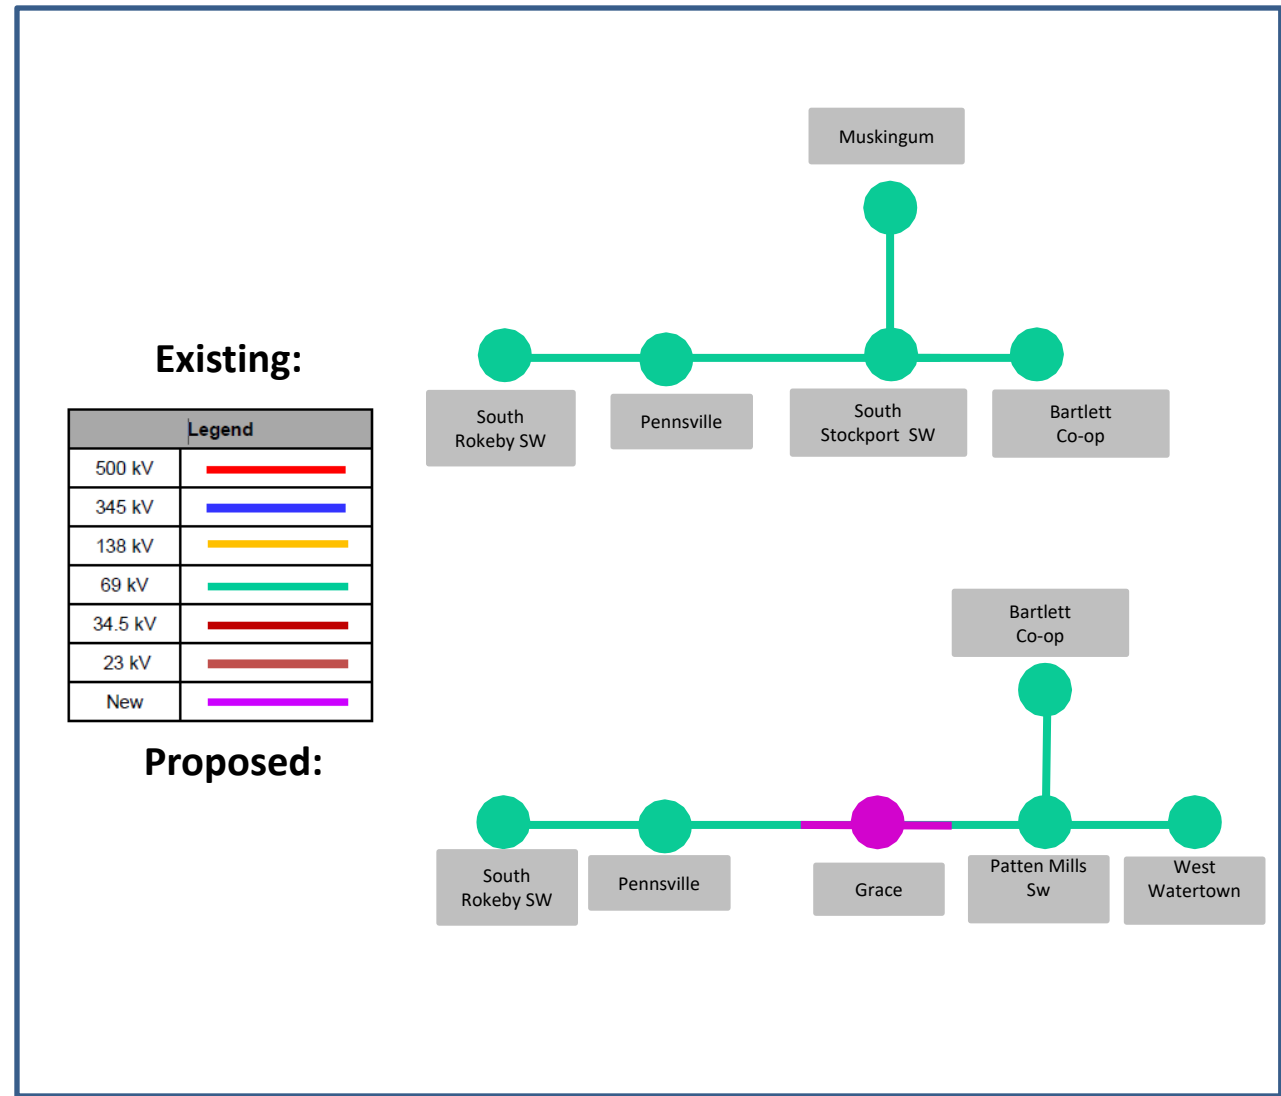 Muskingum
Existing:
South
Rokeby SW
Pennsville
South
Stockport  SW
Bartlett
Co-op
Legend
500 kV
345 kV
138 kV
69 kV
34.5 kV
23 kV
New
Proposed:
Bartlett
Co-op
South
Rokeby SW
Pennsville
Grace
Patten Mills
Sw
West
Watertown